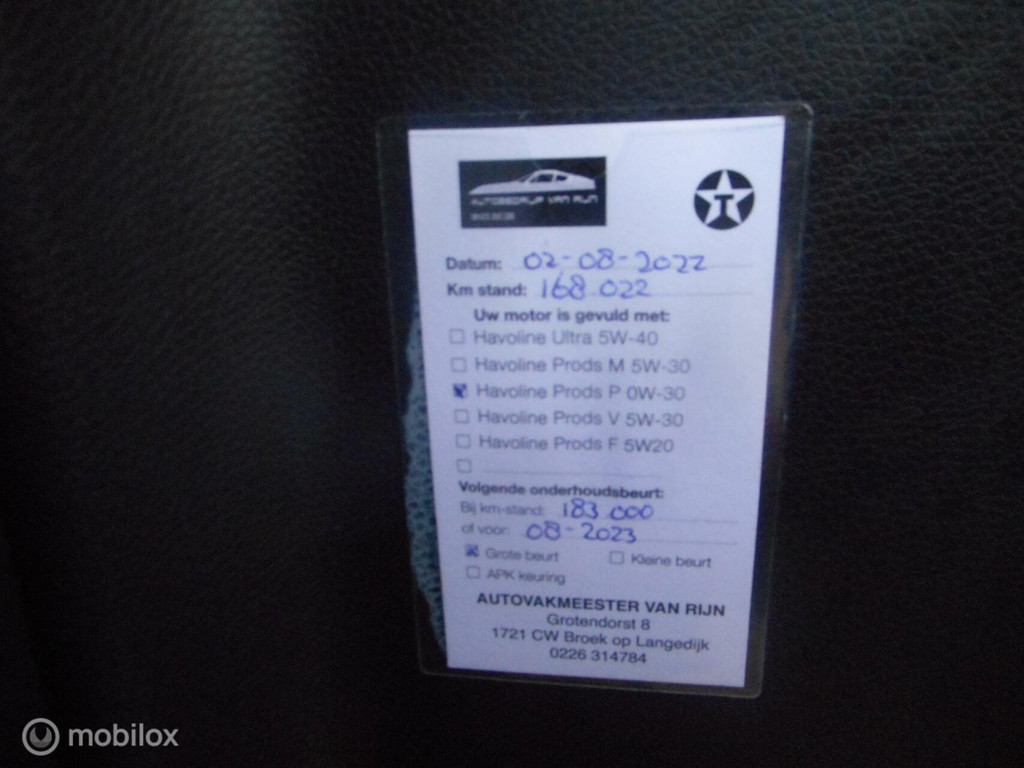 AUTOBEDRIJF VAN RIJN
T
Datum: 02-08-2022
Km stand: 168.022
Uw motor is gevuld met:
Havoline Ultra 5W-40
Havoline Prods M 5W-30
Havoline Prods P 0W-30
Havoline Prods V 5W-30
Havoline Prods F 5W20
Volgende onderhoudsbeurt:
Bij km-stand: 183.000
of voor: 08-2023
Grote beurt Kleine beurt
APK keuring
AUTOVAKMEESTER VAN RIJN
Grotendorst 8
1721 CW Broek op Langedijk
0226 314784
mobilox